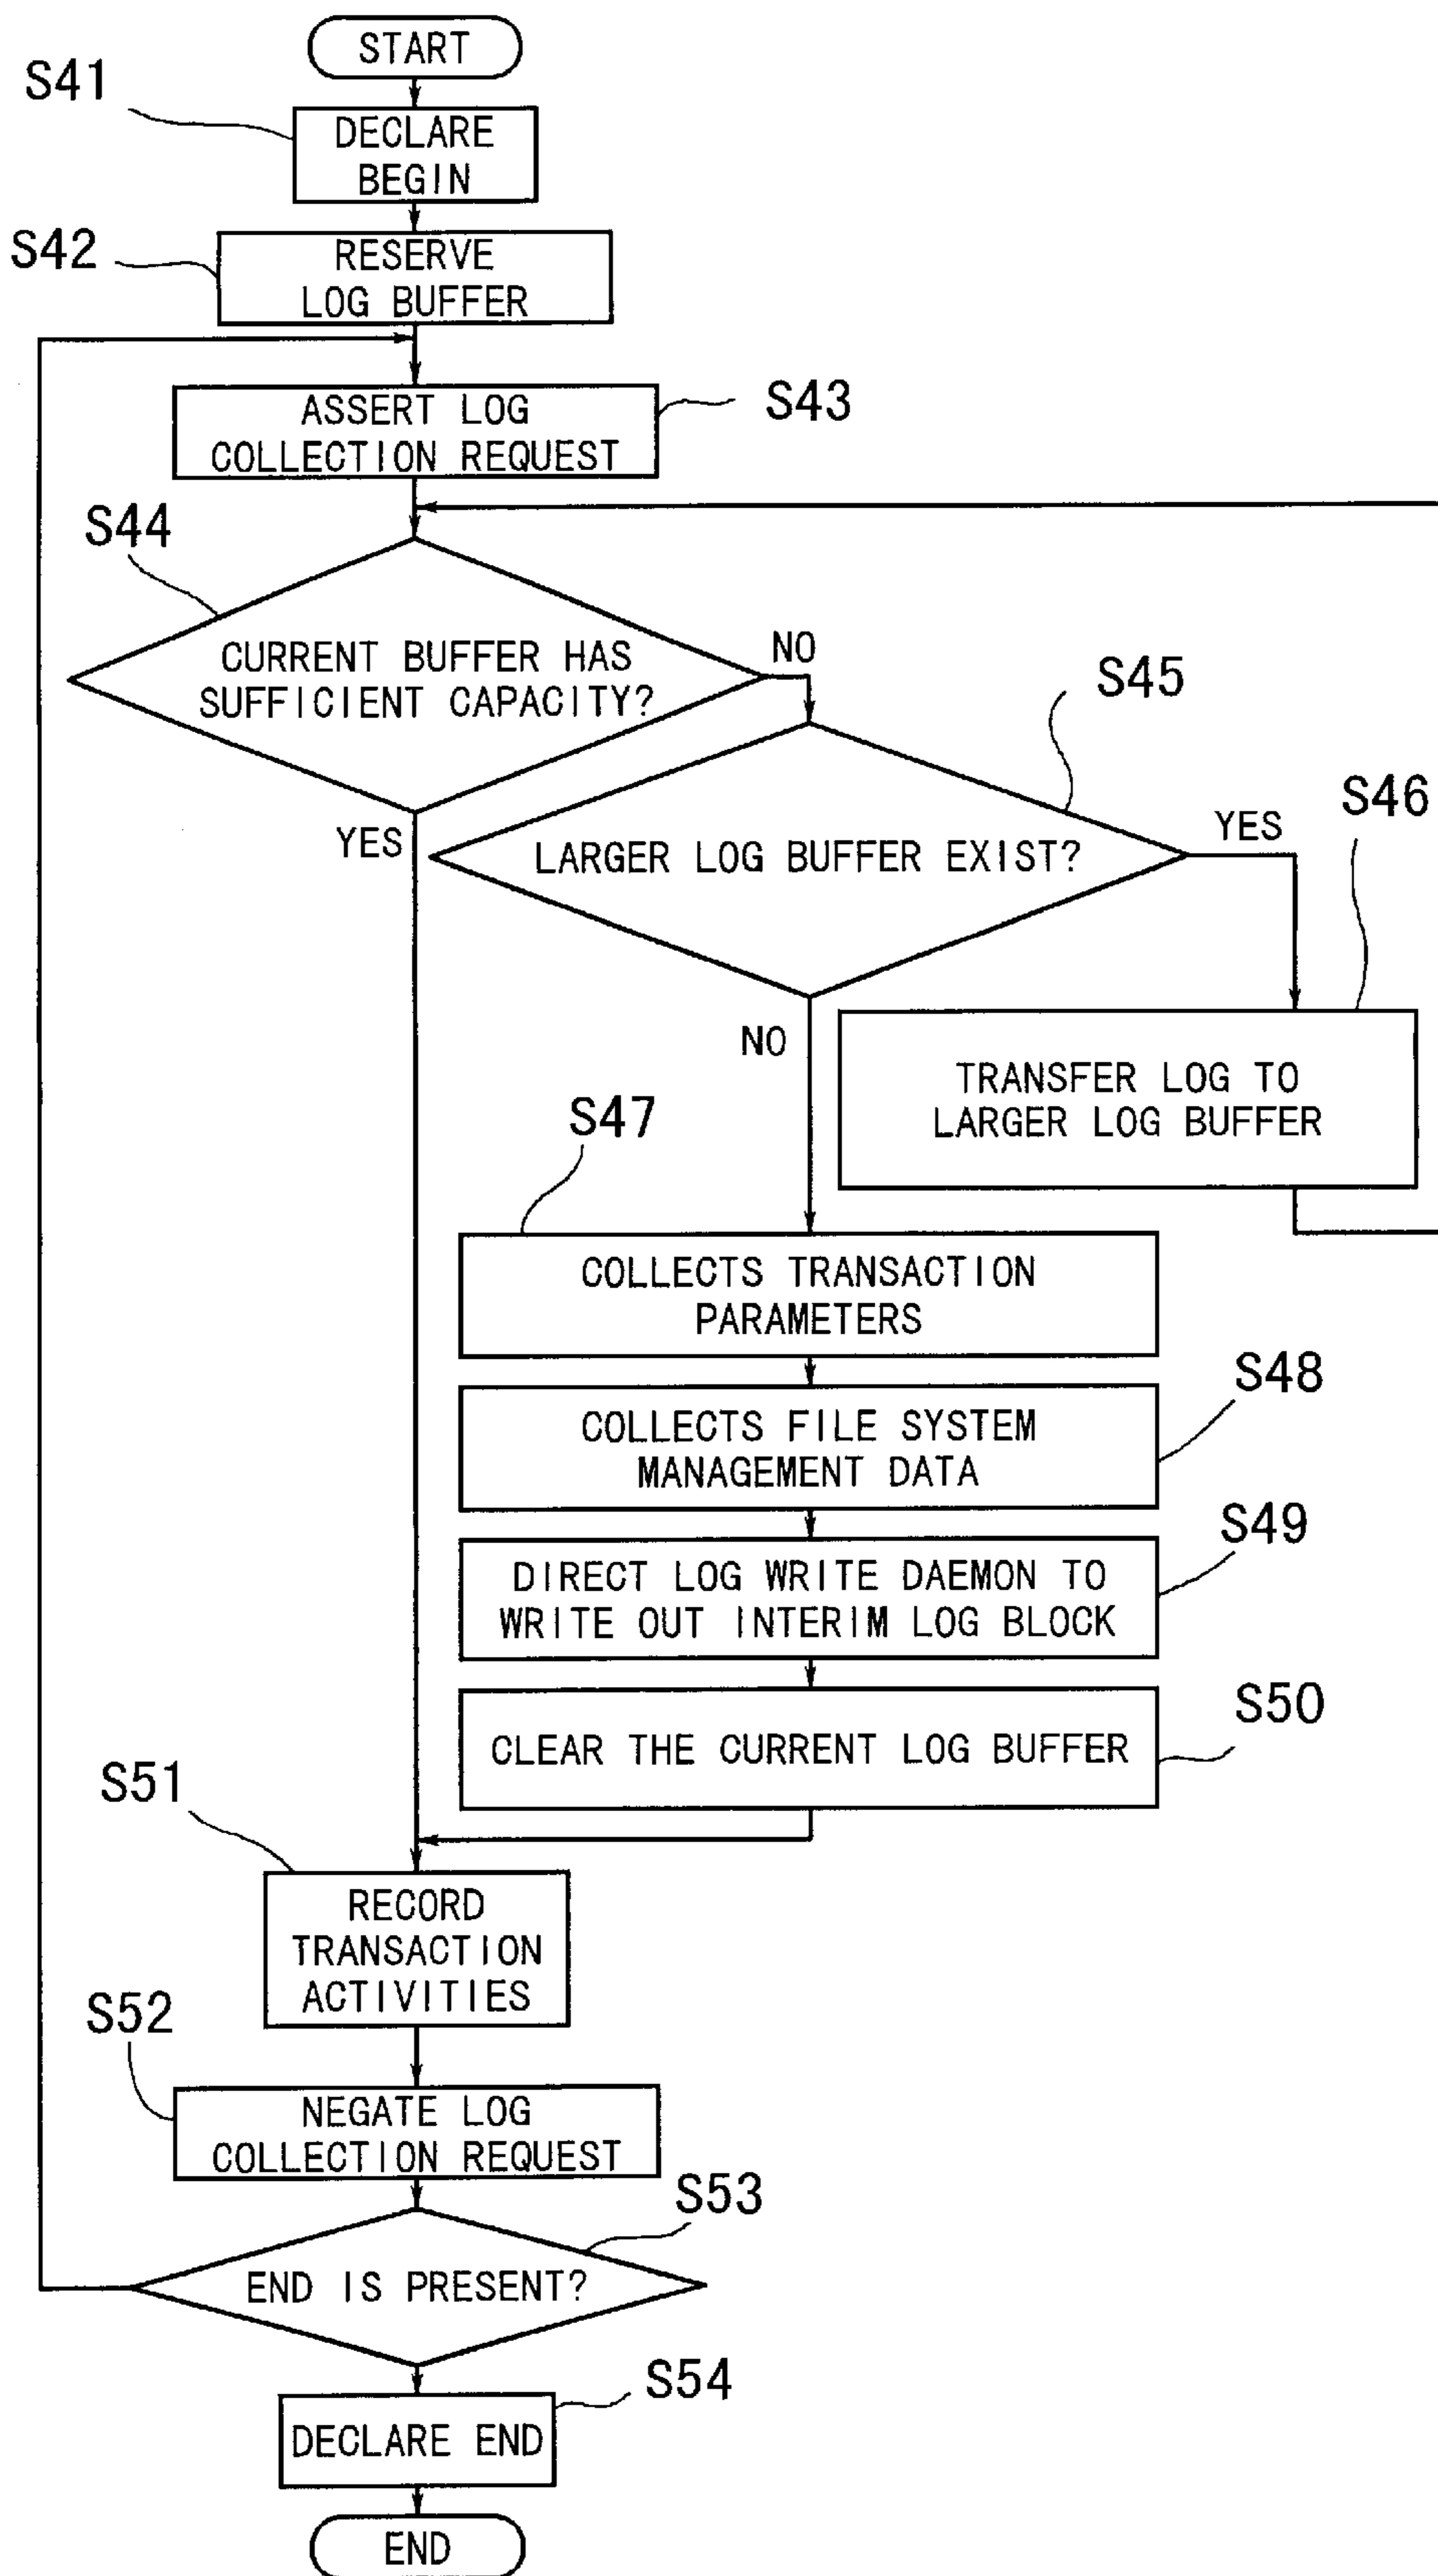 START
S41
DECLARE
BEGIN
S42
RESERVE
LOG BUFFER
S43
ASSERT LOG
COLLECTION REQUEST
S44
CURRENT BUFFER HAS
SUFFICIENT CAPACITY?
NO
S45
YES
LARGER LOG BUFFER EXIST?
YES
S46
NO
TRANSFER LOG TO
LARGER LOG BUFFER
S47
COLLECTS TRANSACTION
PARAMETERS
S48
COLLECTS FILE SYSTEM
MANAGEMENT DATA
S49
DIRECT LOG WRITE DAEMON TO
WRITE OUT INTERIM LOG BLOCK
S50
CLEAR THE CURRENT LOG BUFFER
S51
RECORD
TRANSACTION
ACTIVITIES
S52
NEGATE LOG
COLLECTION REQUEST
S53
END IS PRESENT?
S54
DECLARE END
END